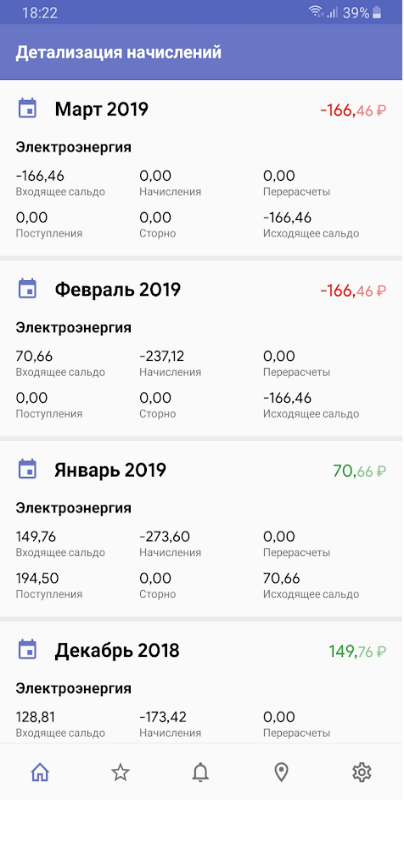 18:22 39%
Детализация начислений
Март 2019 -166,46 ₽
Электроэнергия
-166,46 0,00 0,00
Входящее сальдо Начисления Перерасчеты
0,00 0,00 -166,46
Поступления Сторно Исходящее сальдо
Февраль 2019 -166,46 ₽
Электроэнергия
70,66 -237,12 0,00
Входящее сальдо Начисления Перерасчеты
0,00 0,00 -166,46
Поступления Сторно Исходящее сальдо
Январь 2019 70,66 ₽
Электроэнергия
149,76 -273,60 0,00
Входящее сальдо Начисления Перерасчеты
194,50 0,00 70,66
Поступления Сторно Исходящее сальдо
Декабрь 2018 149,76 ₽
Электроэнергия
128,81 -173,42 0,00
Входящее сальдо Начисления Перерасчеты